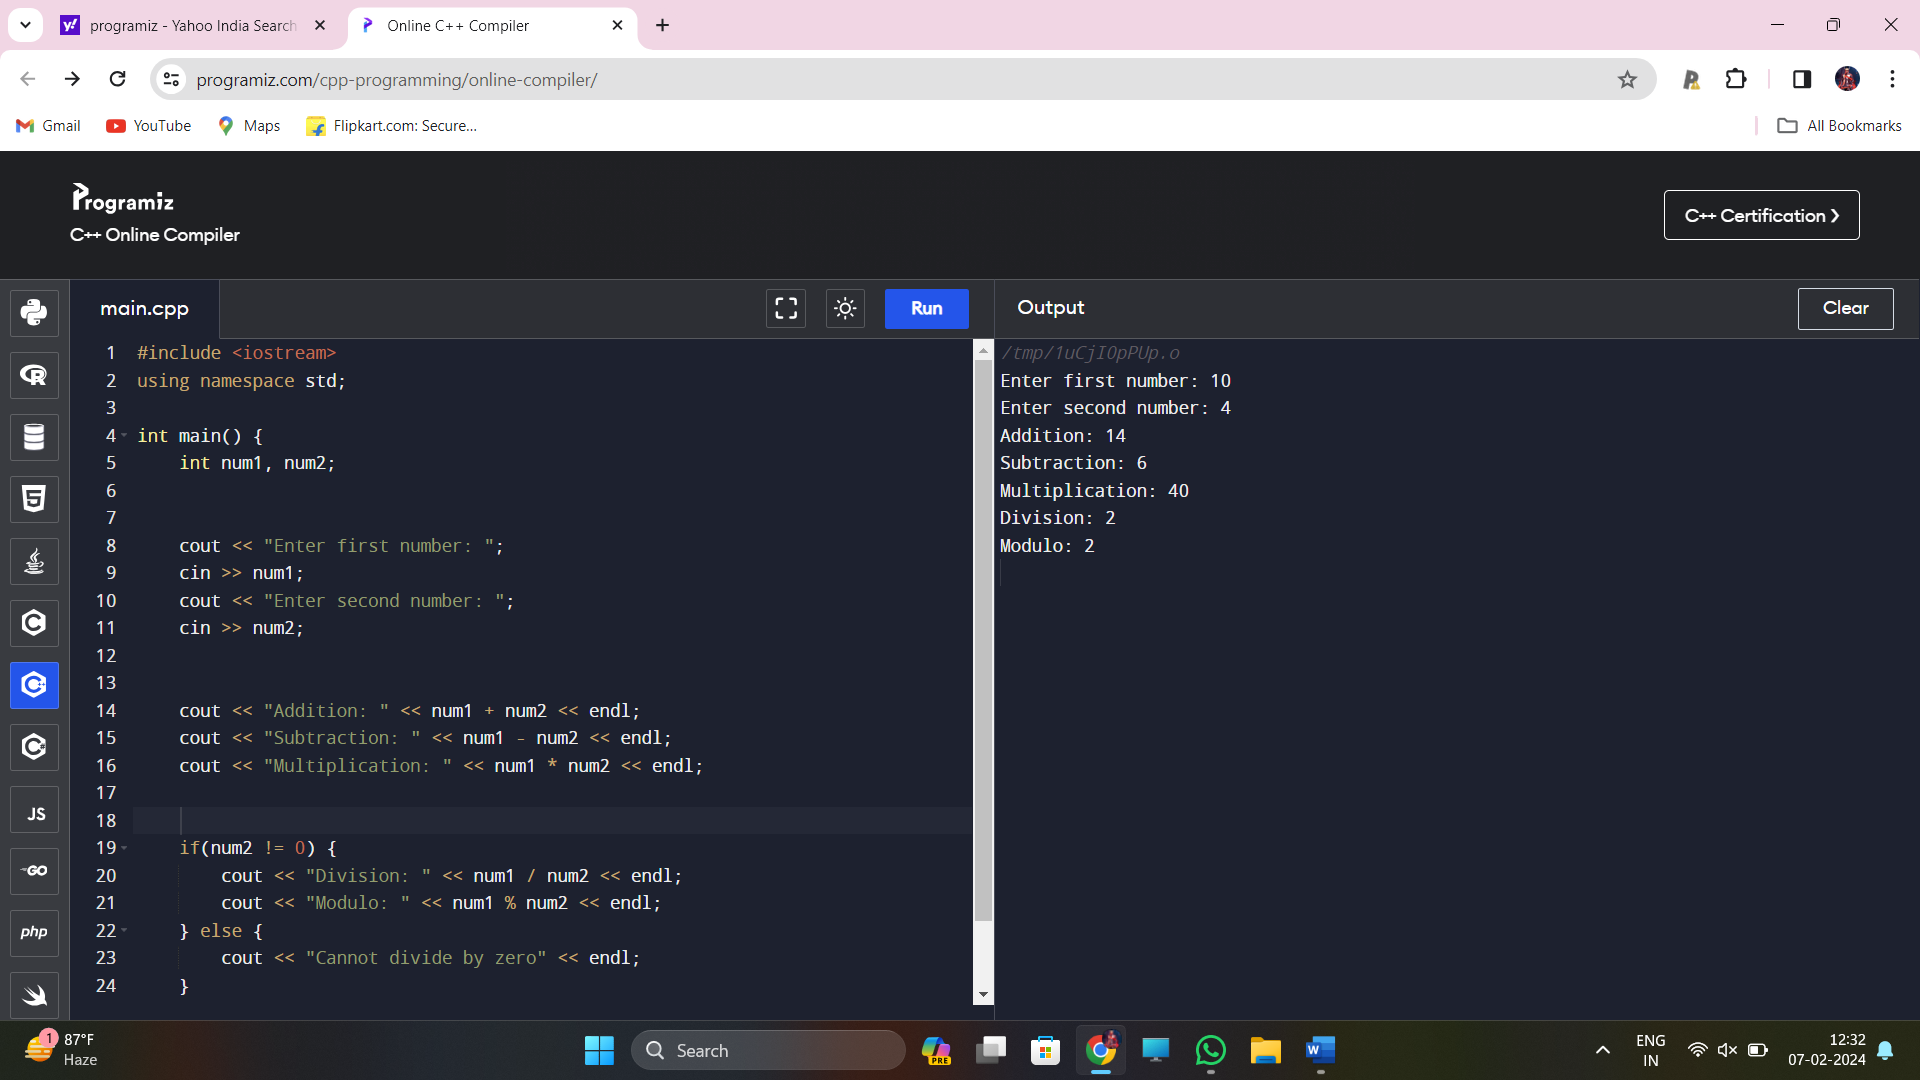 programiz - Yahoo India Search
Online C++ Compiler
programiz.com/cpp-programming/online-compiler/
Gmail
YouTube
Maps
Flipkart.com: Secure...
All Bookmarks
Programiz
C++ Online Compiler
C++ Certification ❯
main.cpp
Run
1 #include <iostream>
2 using namespace std;
3
4 int main() {
5     int num1, num2;
6
7
8     cout << "Enter first number: ";
9     cin >> num1;
10     cout << "Enter second number: ";
11     cin >> num2;
12
13
14     cout << "Addition: " << num1 + num2 << endl;
15     cout << "Subtraction: " << num1 - num2 << endl;
16     cout << "Multiplication: " << num1 * num2 << endl;
17
18
19     if(num2 != 0) {
20         cout << "Division: " << num1 / num2 << endl;
21         cout << "Modulo: " << num1 % num2 << endl;
22     } else {
23         cout << "Cannot divide by zero" << endl;
24     }
Output
Clear
/tmp/1uCjIOpPUp.o
Enter first number: 10
Enter second number: 4
Addition: 14
Subtraction: 6
Multiplication: 40
Division: 2
Modulo: 2
JS
GO
php
1
87°F
Haze
Search
PRE
W
ENG
IN
12:32
07-02-2024